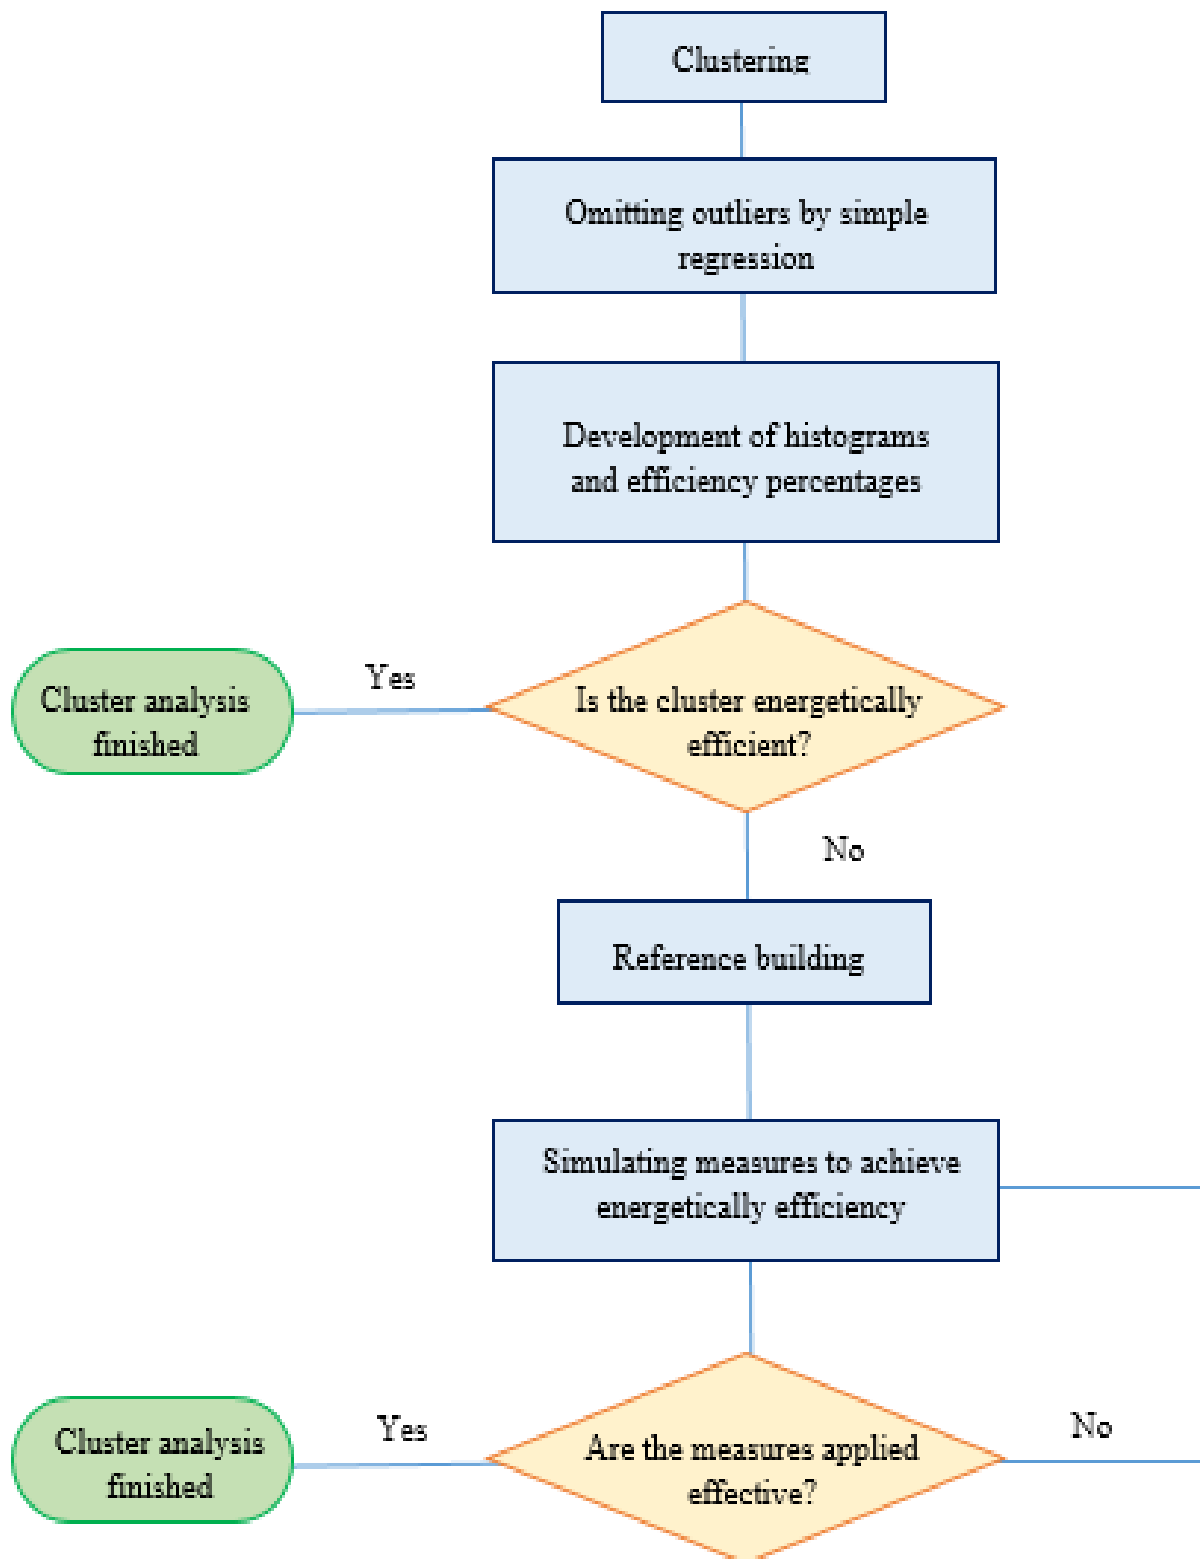 Clustering
Omitting outliers by simple
regression
Development of histograms
and efficiency percentages
Yes
Cluster analysis
finished
Is the cluster energetically
efficient?
No
Reference building
Simulating measures to achieve
energetically efficiency
Yes
No
Cluster analysis
finished
Are the measures applied
effective?